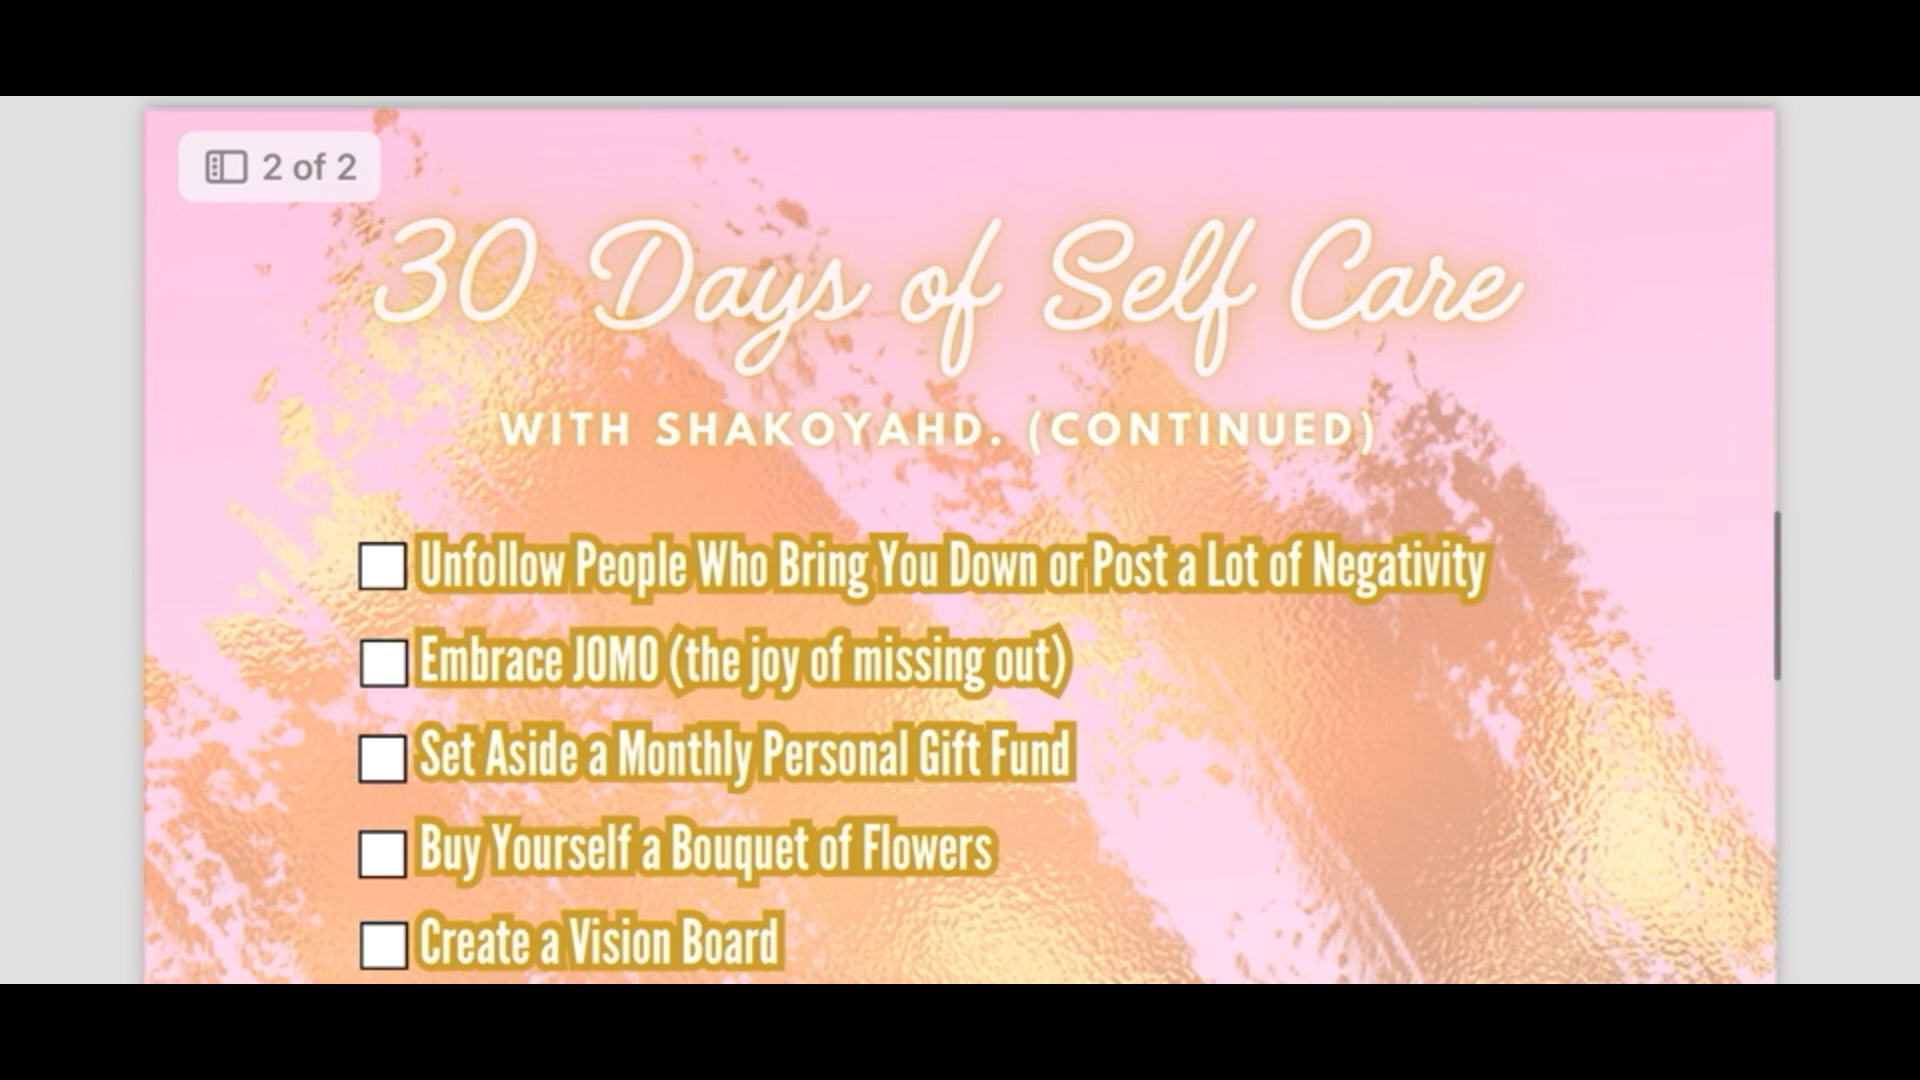 2 of 2
30 Days of Self Care
WITH SHAKOYAHD. (CONTINUED)
Unfollow People Who Bring You Down or Post a Lot of Negativity
Embrace JOMO (the joy of missing out)
Set Aside a Monthly Personal Gift Fund
Buy Yourself a Bouquet of Flowers
Create a Vision Board